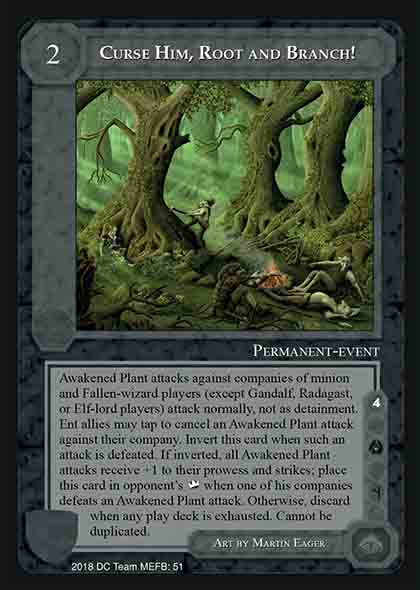 2
Curse Him, Root and Branch!
Permanent-event
Awakened Plant attacks against companies of minion
and Fallen-wizard players (except Gandalf, Radagast,
or Elf-lord players) attack normally, not as detainment.
Ent allies may tap to cancel an Awakened Plant attack
against their company. Invert this card when such an
attack is defeated. If inverted, all Awakened Plant
attacks receive +1 to their prowess and strikes; place
this card in opponent's when one of his companies
defeats an Awakened Plant attack. Otherwise, discard
when any play deck is exhausted. Cannot be
duplicated.
4
Art by Martin Eager
2018 DC Team MEFB: 51